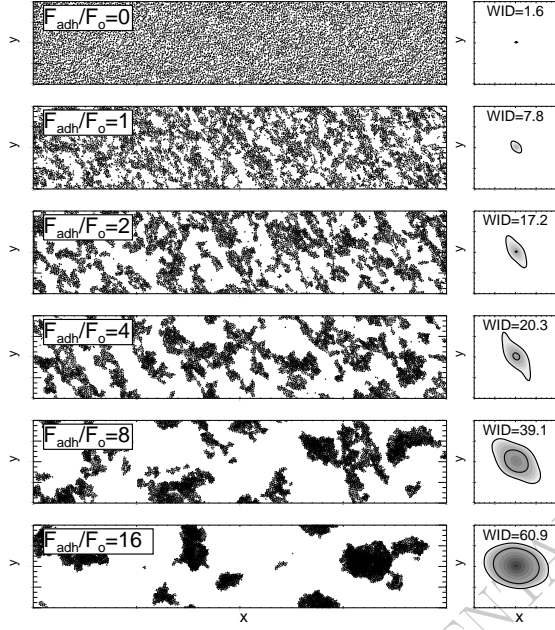 F_adh/F_o=0
WID=1.6
y
y
F_adh/F_o=1
WID=7.8
y
y
F_adh/F_o=2
WID=17.2
y
y
F_adh/F_o=4
WID=20.3
y
y
F_adh/F_o=8
WID=39.1
y
y
F_adh/F_o=16
WID=60.9
y
y
x
x